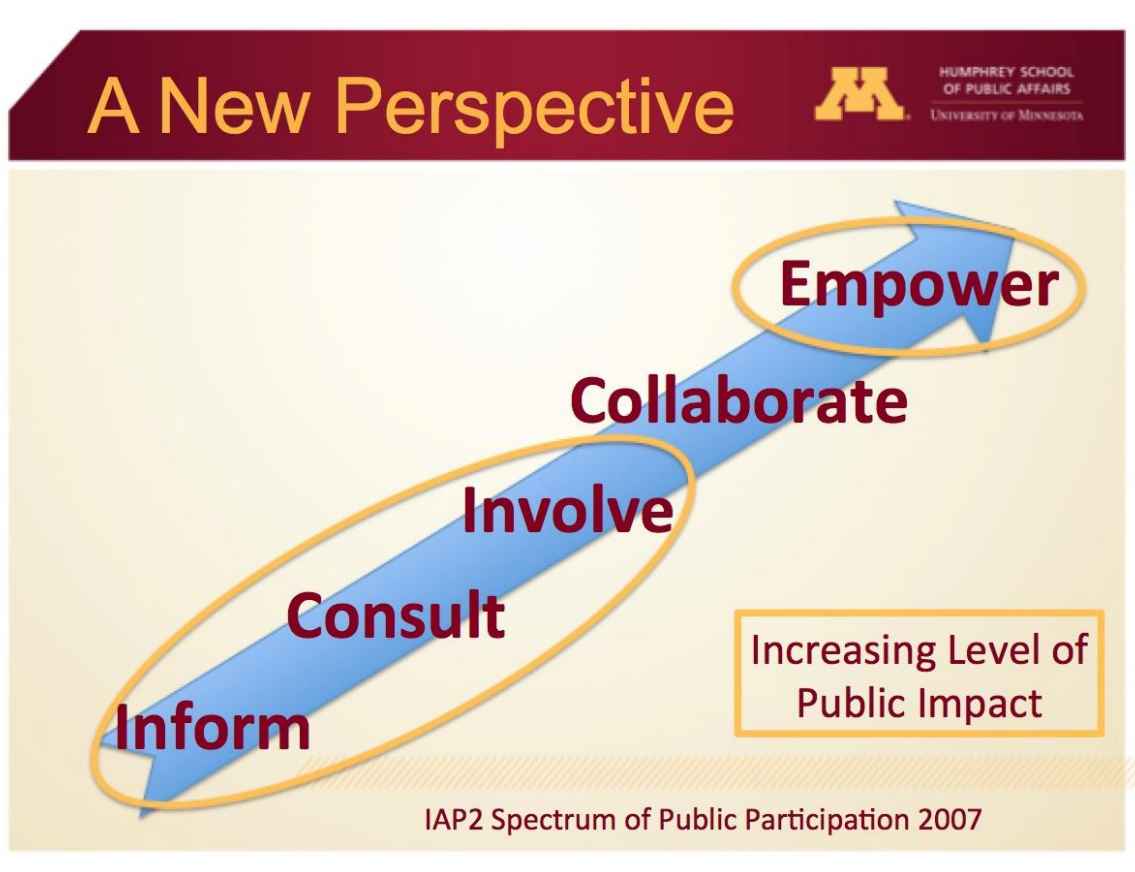 A New Perspective
M
HUMPHREY SCHOOL
OF PUBLIC AFFAIRS
UNIVERSITY OF MINNESOTA
Empower
Collaborate
Involve
Consult
Inform
Increasing Level of
Public Impact
IAP2 Spectrum of Public Participation 2007